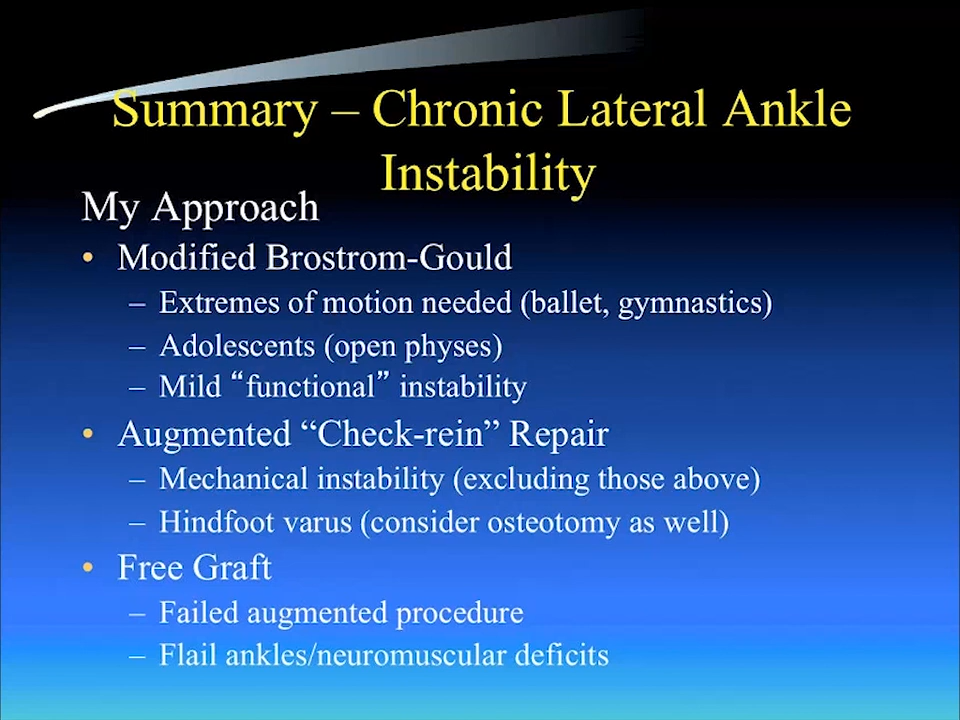 Summary – Chronic Lateral Ankle
Instability
My Approach
• Modified Brostrom-Gould
– Extremes of motion needed (ballet, gymnastics)
– Adolescents (open physes)
– Mild “functional” instability
• Augmented “Check-rein” Repair
– Mechanical instability (excluding those above)
– Hindfoot varus (consider osteotomy as well)
• Free Graft
– Failed augmented procedure
– Flail ankles/neuromuscular deficits